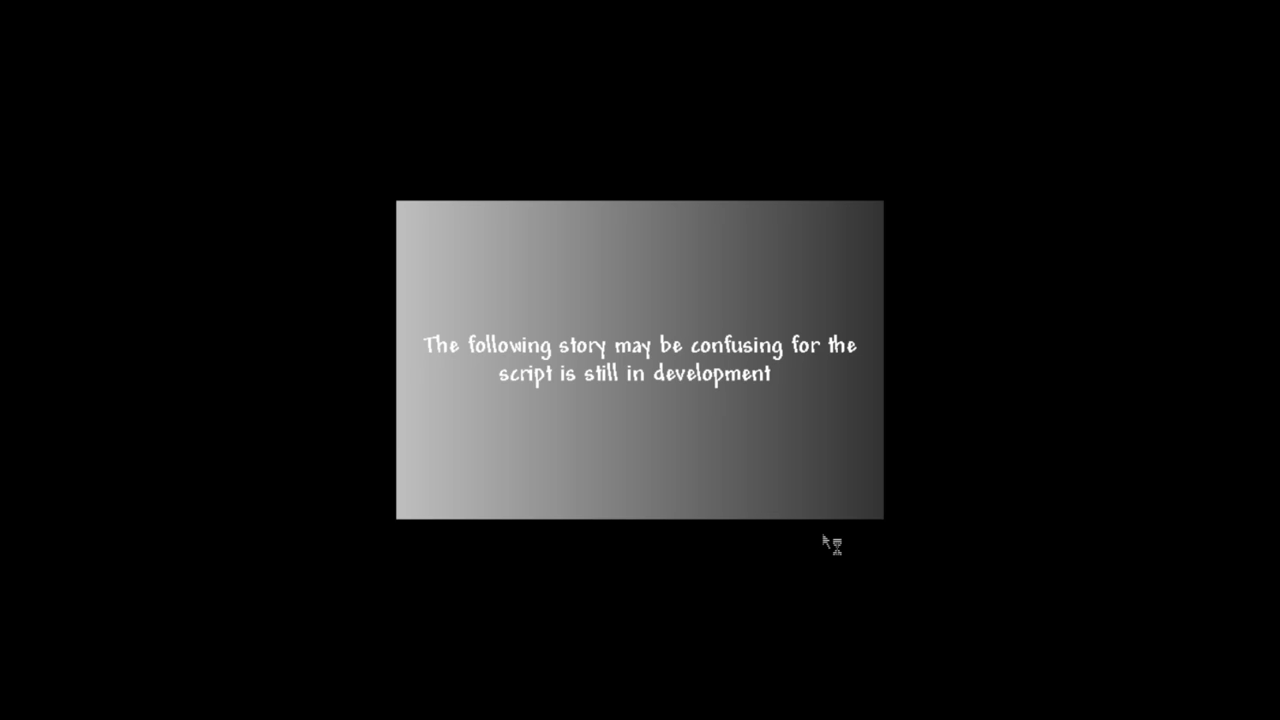 The following story may be confusing for the
script is still in development